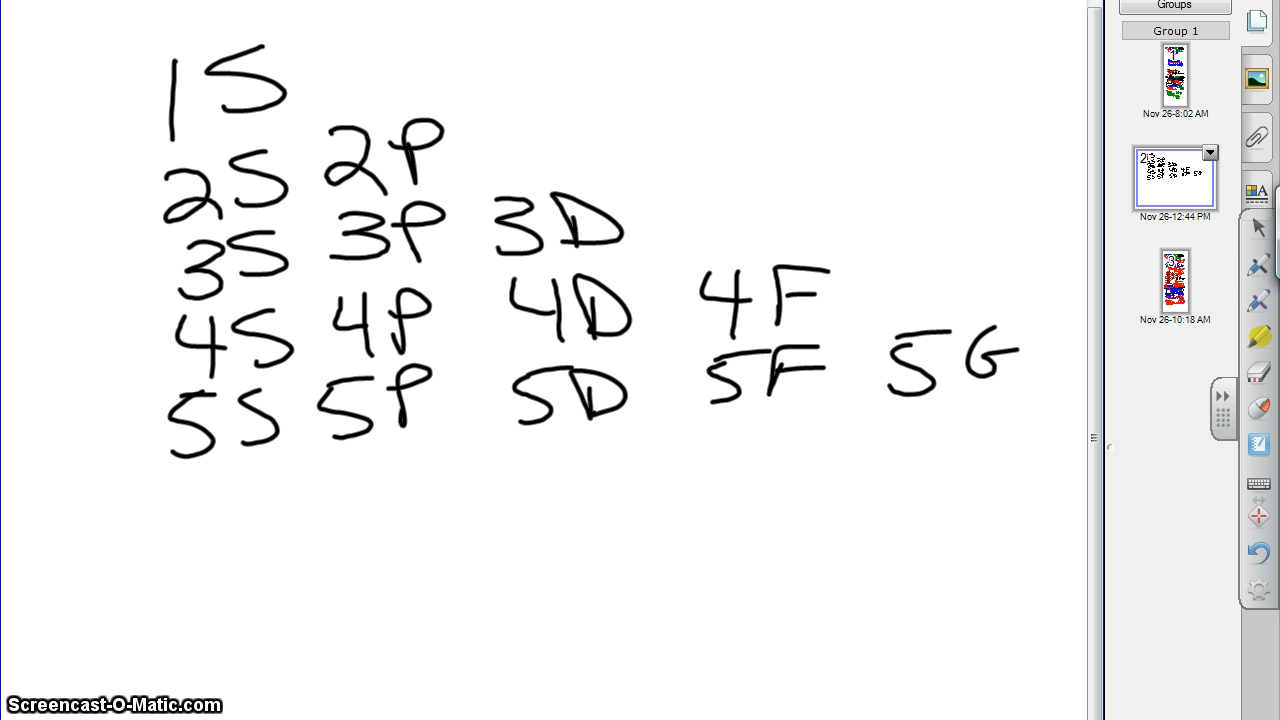 Groups
Group 1
1S
2S 2P
3S 3P 3D
4S 4P 4D 4F
5S 5P 5D 5F 5G
Nov 26-8:02 AM
Nov 26-12:44 PM
Nov 26-10:18 AM
Screencast-O-Matic.com